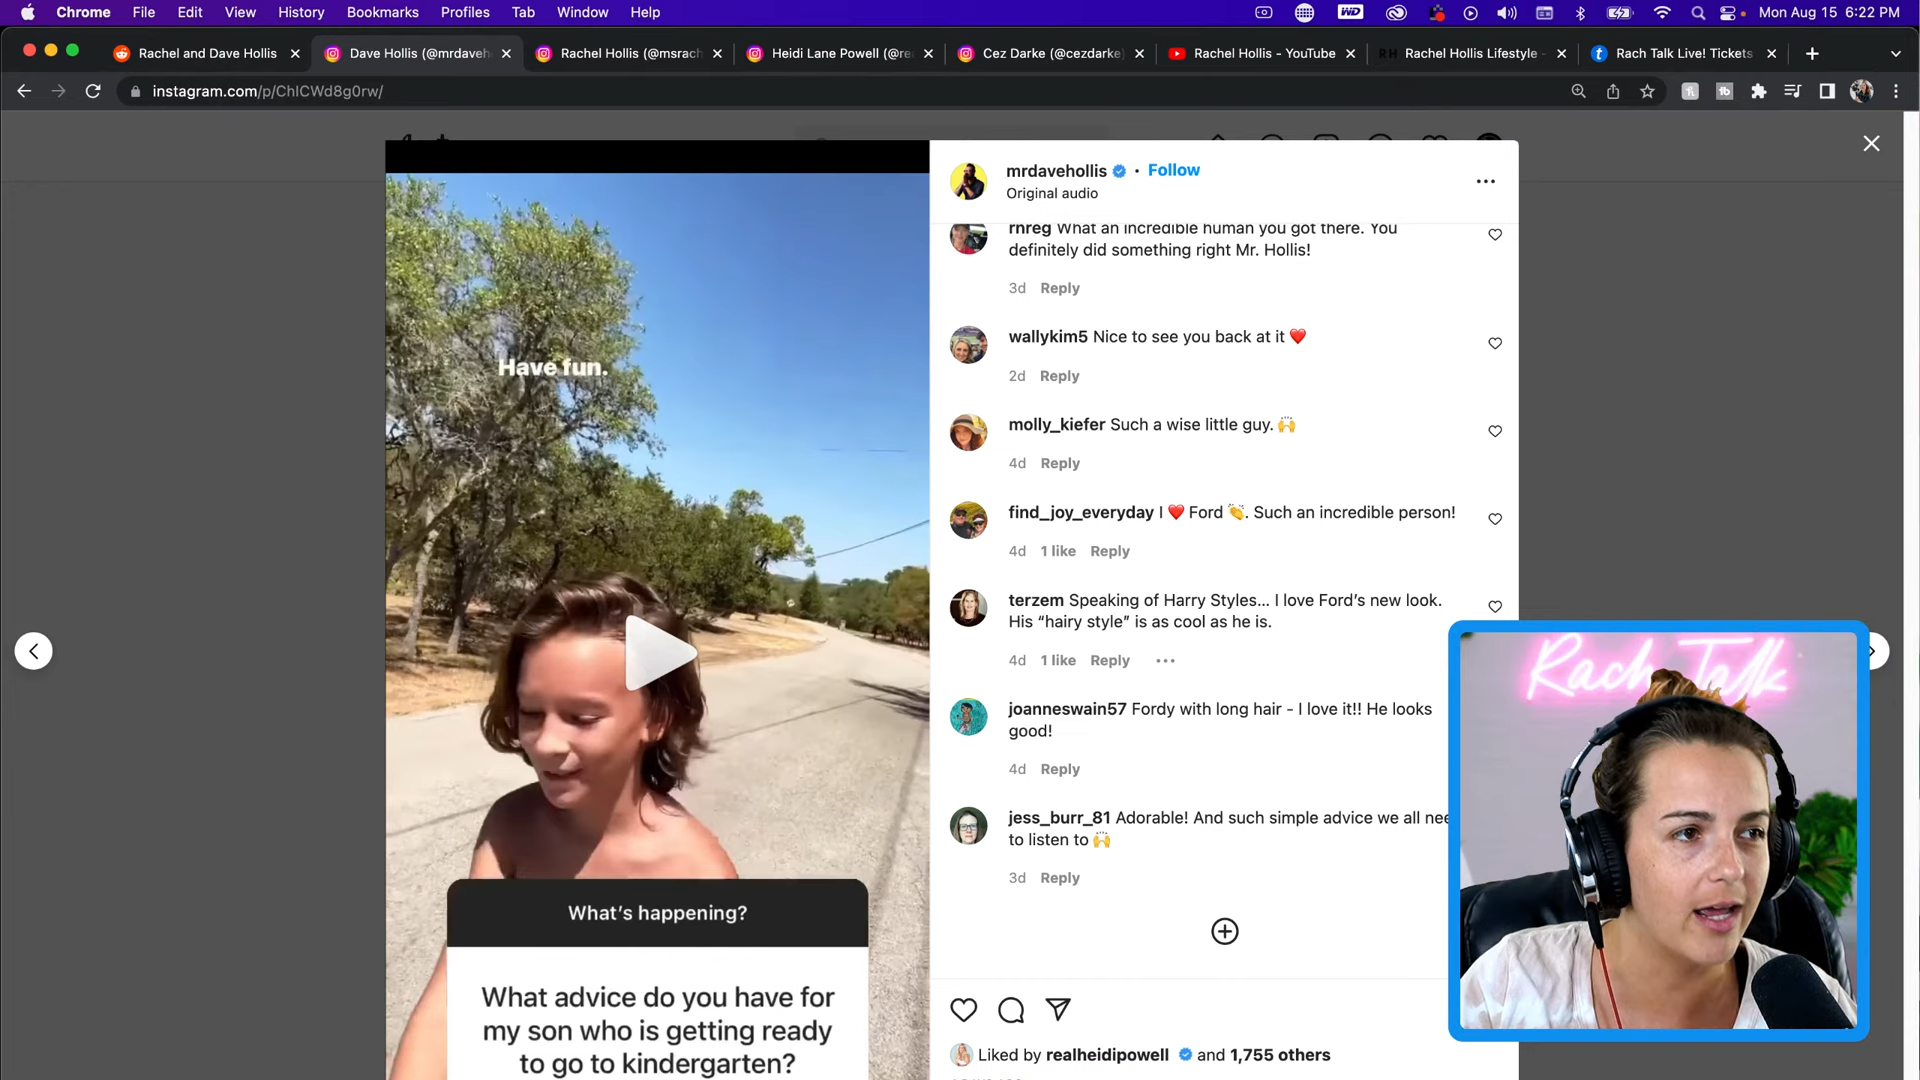 Chrome File Edit View History Bookmarks Profiles Tab Window Help WD Mon Aug 15 6:22 PM
Rachel and Dave Hollis Dave Hollis (@mrdaveh Rachel Hollis (@msrach Heidi Lane Powell (@re Cez Darke (@cezdarke) Rachel Hollis - YouTube RH Rachel Hollis Lifestyle - t Rach Talk Live! Tickets
instagram.com/p/ChICWd8g0rw/
mrdavehollis • Follow
Original audio
rnreg What an incredible human you got there. You
definitely did something right Mr. Hollis!
3d Reply
wallykim5 Nice to see you back at it ❤️
2d Reply
molly_kiefer Such a wise little guy. 🙌
4d Reply
find_joy_everyday I ❤️ Ford 👏. Such an incredible person!
4d 1 like Reply
terzem Speaking of Harry Styles... I love Ford's new look.
His “hairy style” is as cool as he is.
4d 1 like Reply
joanneswain57 Fordy with long hair - I love it!! He looks
good!
4d Reply
jess_burr_81 Adorable! And such simple advice we all nee
to listen to 🙌
3d Reply
Liked by realheidipowell and 1,755 others
Have fun.
What's happening?
What advice do you have for
my son who is getting ready
to go to kindergarten?
Rach Talk